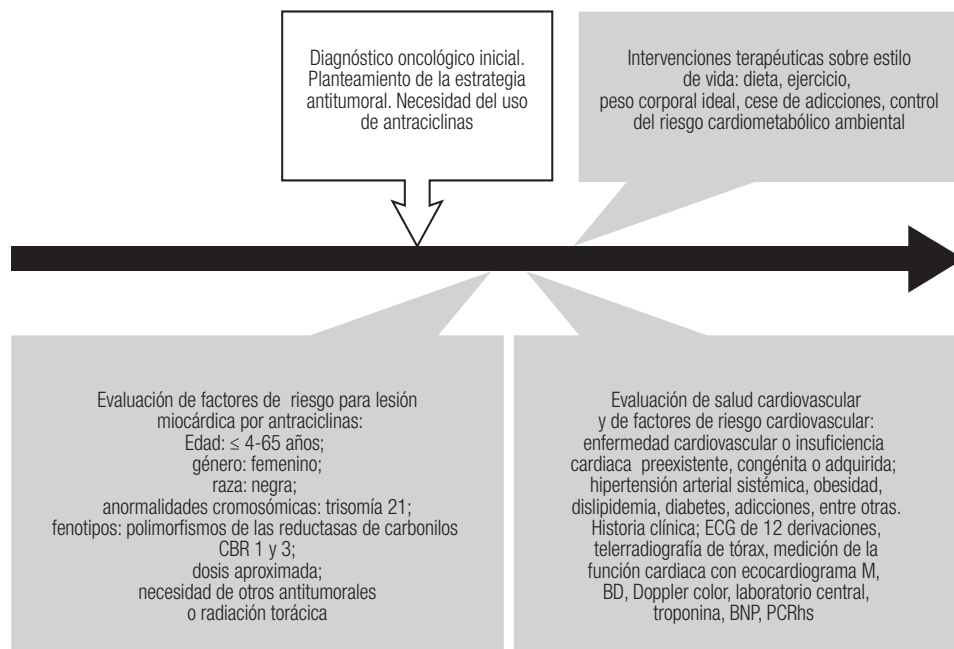 Diagnóstico oncológico inicial.
Planteamiento de la estrategia
antitumoral. Necesidad del uso
de antraciclinas
Intervenciones terapéuticas sobre estilo
de vida: dieta, ejercicio,
peso corporal ideal, cese de adicciones, control
del riesgo cardiometabólico ambiental
Evaluación de factores de riesgo para lesión
miocárdica por antraciclinas:
Edad: ≤ 4-65 años;
género: femenino;
raza: negra;
anormalidades cromosómicas: trisomía 21;
fenotipos: polimorfismos de las reductasas de carbonilos
CBR 1 y 3;
dosis aproximada;
necesidad de otros antitumorales
o radiación torácica
Evaluación de salud cardiovascular
y de factores de riesgo cardiovascular:
enfermedad cardiovascular o insuficiencia
cardiaca preexistente, congénita o adquirida;
hipertensión arterial sistémica, obesidad,
dislipidemia, diabetes, adicciones, entre otras.
Historia clínica; ECG de 12 derivaciones,
telerradiografía de tórax, medición de la
función cardiaca con ecocardiograma M,
BD, Doppler color, laboratorio central,
troponina, BNP, PCRhs